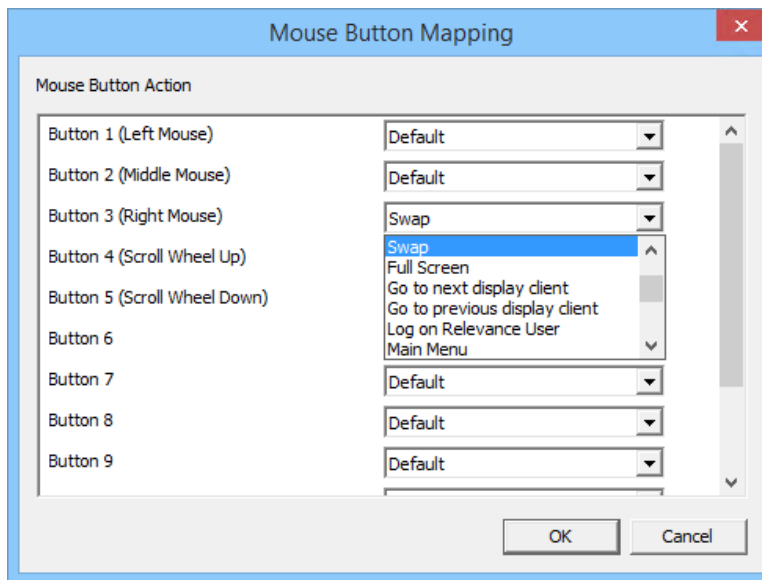 Mouse Button Mapping
Mouse Button Action
Button 1 (Left Mouse) Default
Button 2 (Middle Mouse) Default
Button 3 (Right Mouse) Swap
Swap
Button 4 (Scroll Wheel Up) Full Screen
Go to next display client
Button 5 (Scroll Wheel Down) Go to previous display client
Log on Relevance User
Button 6 Main Menu
Button 7 Default
Button 8 Default
Button 9 Default
OK Cancel